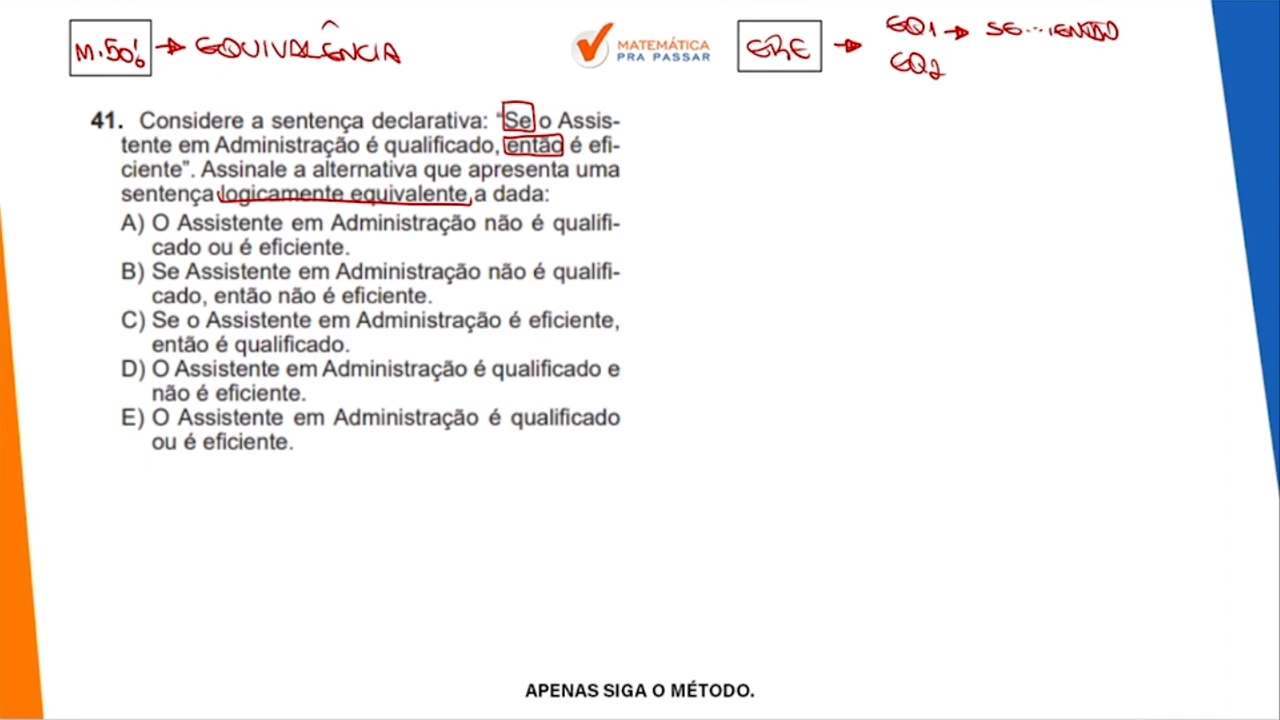 M.50% → EQUIVALÊNCIA
MATEMÁTICA
PRA PASSAR
→ EQ1 → SE...ENTÃO
EQ2
41. Considere a sentença declarativa: "Se o Assis-
tente em Administração é qualificado, então é efi-
ciente". Assinale a alternativa que apresenta uma
sentença logicamente equivalente a dada:
A) O Assistente em Administração não é qualifi-
cado ou é eficiente.
B) Se Assistente em Administração não é qualifi-
cado, então não é eficiente.
C) Se o Assistente em Administração é eficiente,
então é qualificado.
D) O Assistente em Administração é qualificado e
não é eficiente.
E) O Assistente em Administração é qualificado
ou é eficiente.
APENAS SIGA O MÉTODO.